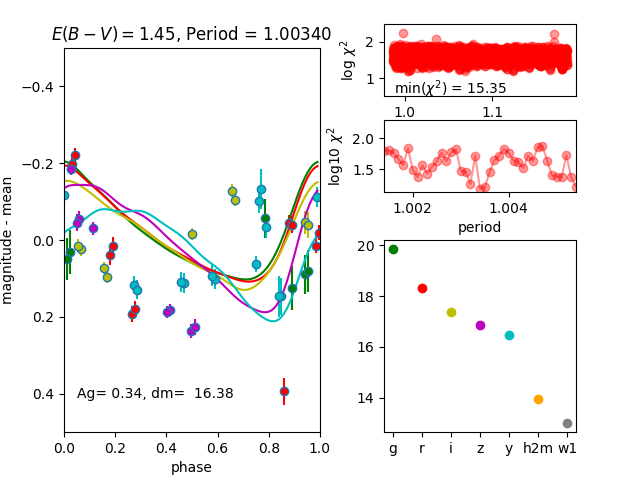 E(B − V) = 1.45, Period = 1.00340
magnitude - mean
−0.4
−0.2
0.0
0.2
0.4
Ag= 0.34, dm=  16.38
0.0 0.2 0.4 0.6 0.8 1.0
phase
log χ²
2
1
min(χ²) = 15.35
1.0 1.1
log10 χ²
2.0
1.5
1.002 1.004
period
20
18
16
14
g r i z y h2m w1